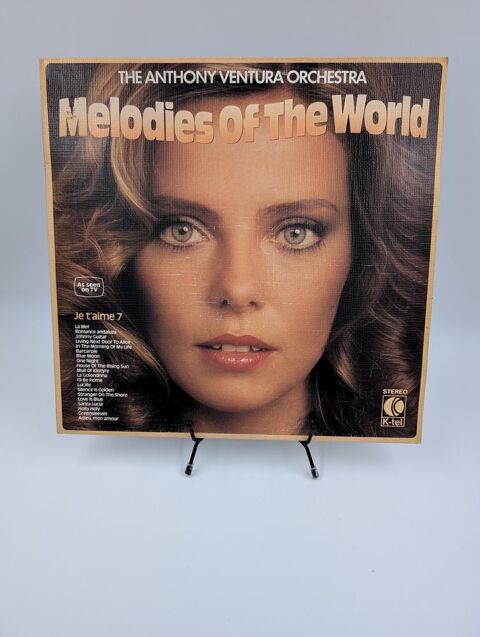 THE ANTHONY VENTURA ORCHESTRA
Melodies Of The World
As seen
on TV
Je t'aime 7
La Mer
Romance andaluza
Johnny Guitar
Living Next Door To Alice
In The Morning Of My Life
Barcarole
Blue Moon
One Night
House Of The Rising Sun
Mull Of Kintyre
La Golondrina
I'll Be Home
Lucille
Silence Is Golden
Stranger On The Shore
Love Is Blue
Santa Lucia
Holly Holy
Greensleeves
Adieu, mon amour
STEREO
K-tel